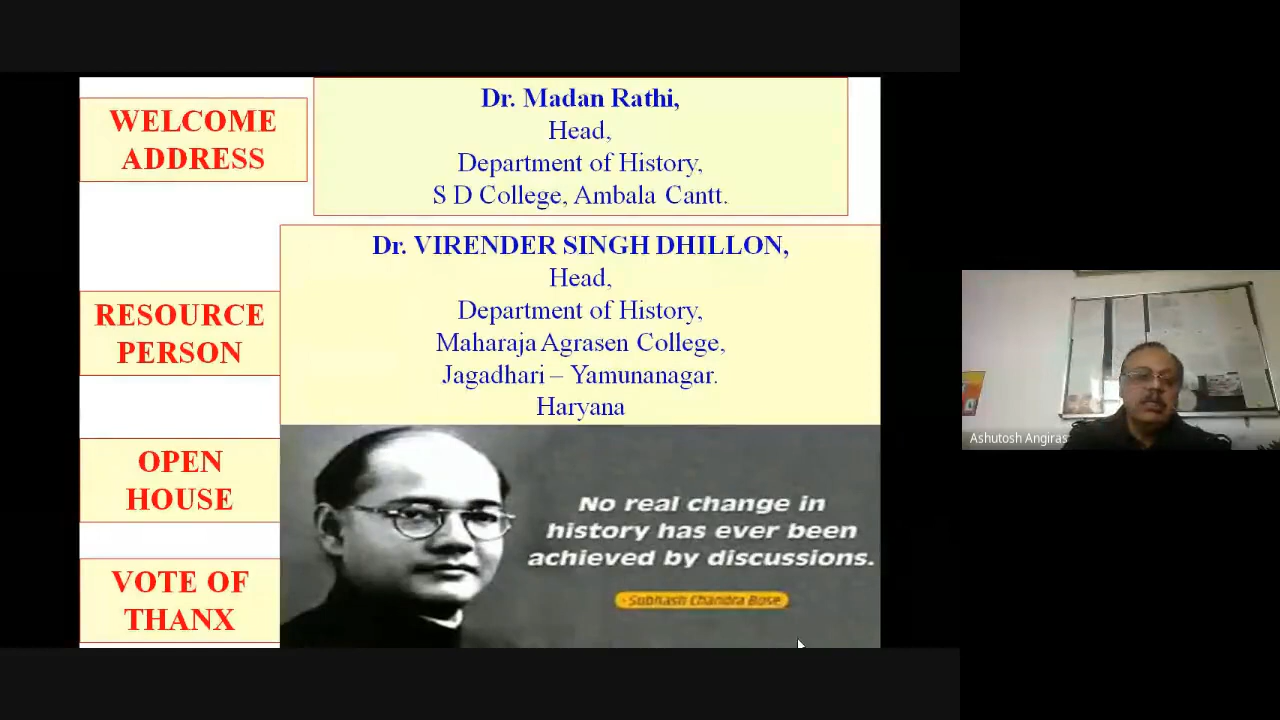 WELCOME
ADDRESS
Dr. Madan Rathi,
Head,
Department of History,
S D College, Ambala Cantt.
RESOURCE
PERSON
Dr. VIRENDER SINGH DHILLON,
Head,
Department of History,
Maharaja Agrasen College,
Jagadhari – Yamunanagar.
Haryana
OPEN
HOUSE
No real change in
history has ever been
achieved by discussions.
- Subhash Chandra Bose
VOTE OF
THANX
Ashutosh Angiras